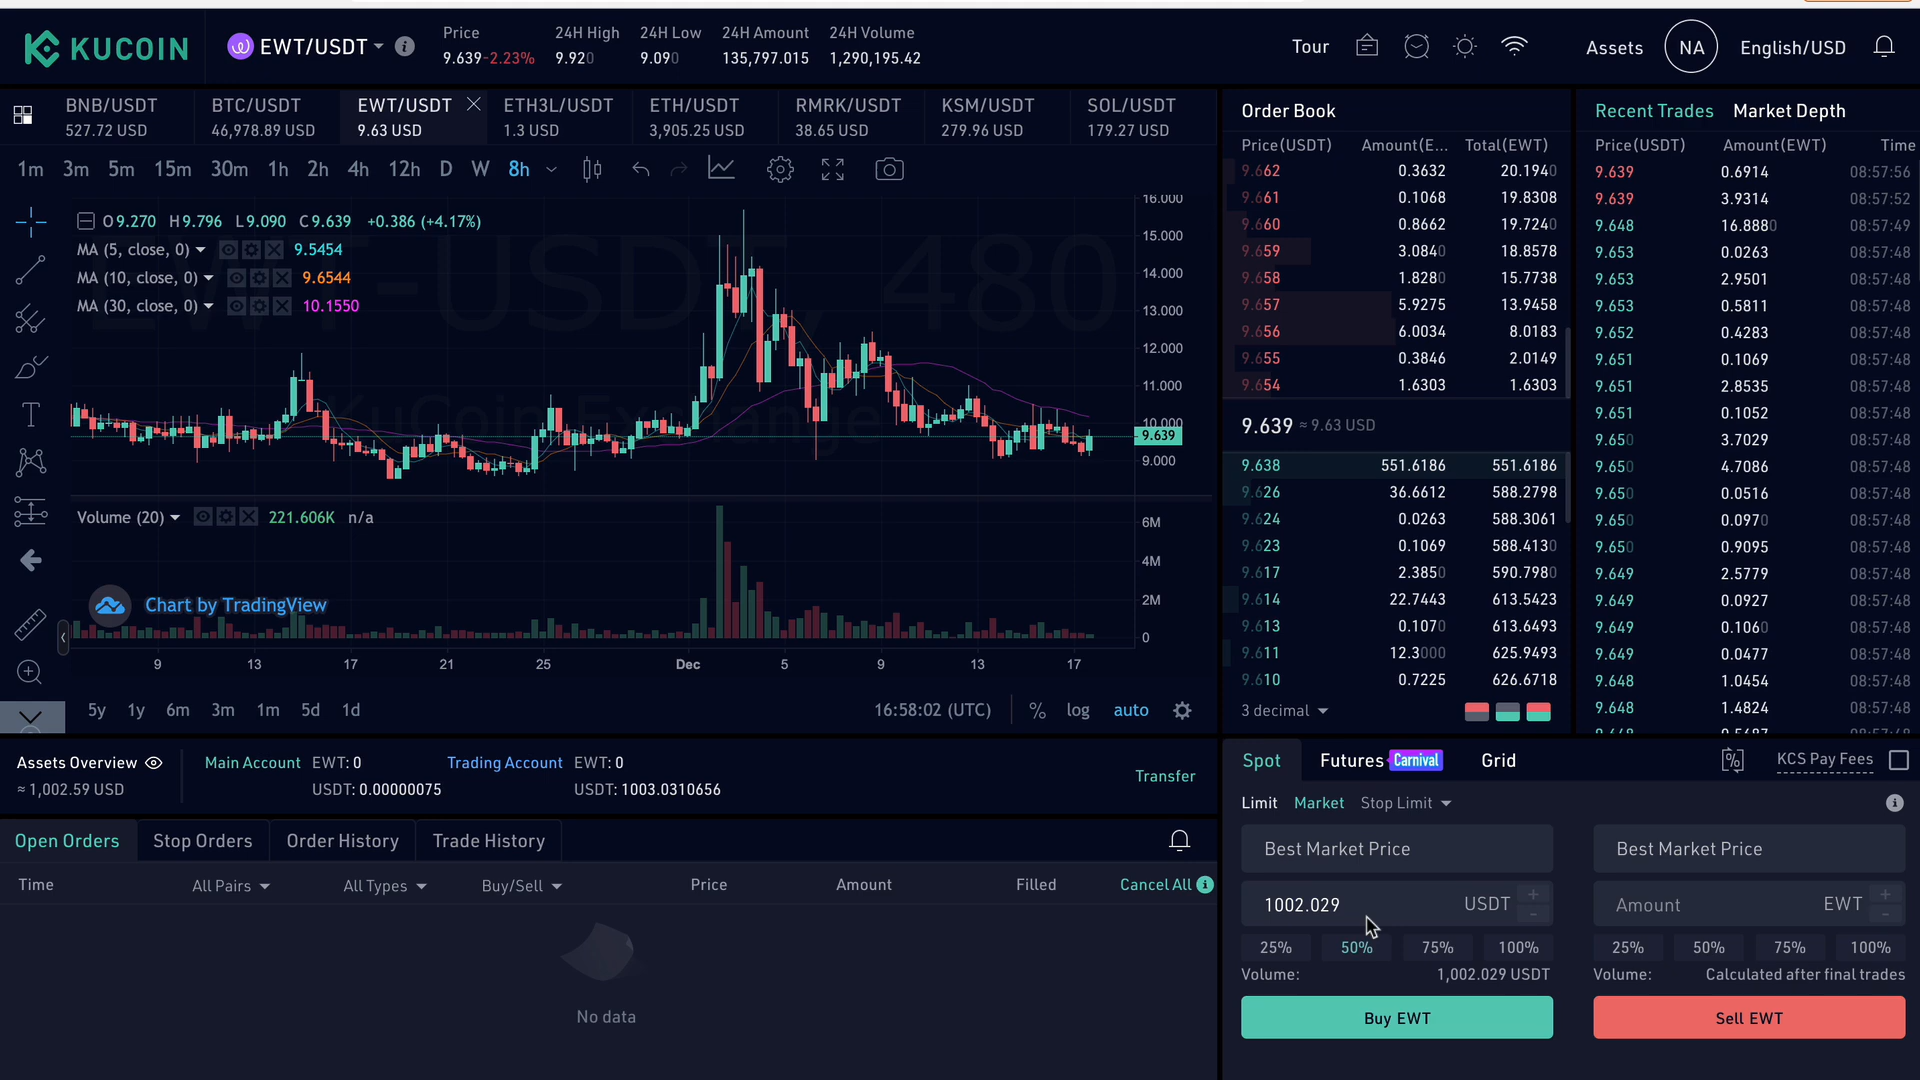 KUCOIN
EWT/USDT
Price
9.639 -2.23%
24H High
9.920
24H Low
9.090
24H Amount
135,797.015
24H Volume
1,290,195.42
Tour
Assets
NA
English/USD
BNB/USDT
527.72 USD
BTC/USDT
46,978.89 USD
EWT/USDT
9.63 USD
ETH3L/USDT
1.3 USD
ETH/USDT
3,905.25 USD
RMRK/USDT
38.65 USD
KSM/USDT
279.96 USD
SOL/USDT
179.27 USD
1m 3m 5m 15m 30m 1h 2h 4h 12h D W 8h
O9.270 H9.796 L9.090 C9.639 +0.386 (+4.17%)
MA (5, close, 0) 9.5454
MA (10, close, 0) 9.6544
MA (30, close, 0) 10.1550
16.000
15.000
14.000
13.000
12.000
11.000
10.000
9.639
9.000
Volume (20) 221.606K n/a
6M
4M
2M
0
Chart by TradingView
9 13 17 21 25 Dec 5 9 13 17
5y 1y 6m 3m 1m 5d 1d
16:58:02 (UTC) % log auto
Order Book
Price(USDT) Amount(E... Total(EWT)
9.662 0.3632 20.1940
9.661 0.1068 19.8308
9.660 0.8662 19.7240
9.659 3.0840 18.8578
9.658 1.8280 15.7738
9.657 5.9275 13.9458
9.656 6.0034 8.0183
9.655 0.3846 2.0149
9.654 1.6303 1.6303
9.639 ≈ 9.63 USD
9.638 551.6186 551.6186
9.626 36.6612 588.2798
9.624 0.0263 588.3061
9.623 0.1069 588.4130
9.617 2.3850 590.7980
9.614 22.7443 613.5423
9.613 0.1070 613.6493
9.611 12.3000 625.9493
9.610 0.7225 626.6718
3 decimal
Recent Trades Market Depth
Price(USDT) Amount(EWT) Time
9.639 0.6914 08:57:56
9.639 3.9314 08:57:52
9.648 16.8880 08:57:49
9.653 0.0263 08:57:48
9.653 2.9501 08:57:48
9.653 0.5811 08:57:48
9.652 0.4283 08:57:48
9.651 0.1069 08:57:48
9.651 2.8535 08:57:48
9.651 0.1052 08:57:48
9.650 3.7029 08:57:48
9.650 4.7086 08:57:48
9.650 0.0516 08:57:48
9.650 0.0970 08:57:48
9.650 0.9095 08:57:48
9.649 2.5779 08:57:48
9.649 0.0927 08:57:48
9.649 0.1060 08:57:48
9.649 0.0477 08:57:48
9.648 1.0454 08:57:48
9.648 1.4824 08:57:48
Assets Overview
≈ 1,002.59 USD
Main Account EWT: 0
USDT: 0.00000075
Trading Account EWT: 0
USDT: 1003.0310656
Transfer
Open Orders Stop Orders Order History Trade History
Time All Pairs All Types Buy/Sell Price Amount Filled Cancel All
No data
Spot Futures Carnival Grid
KCS Pay Fees
Limit Market Stop Limit
Best Market Price
1002.029 USDT
25% 50% 75% 100%
Volume: 1,002.029 USDT
Buy EWT
Best Market Price
Amount EWT
25% 50% 75% 100%
Volume: Calculated after final trades
Sell EWT